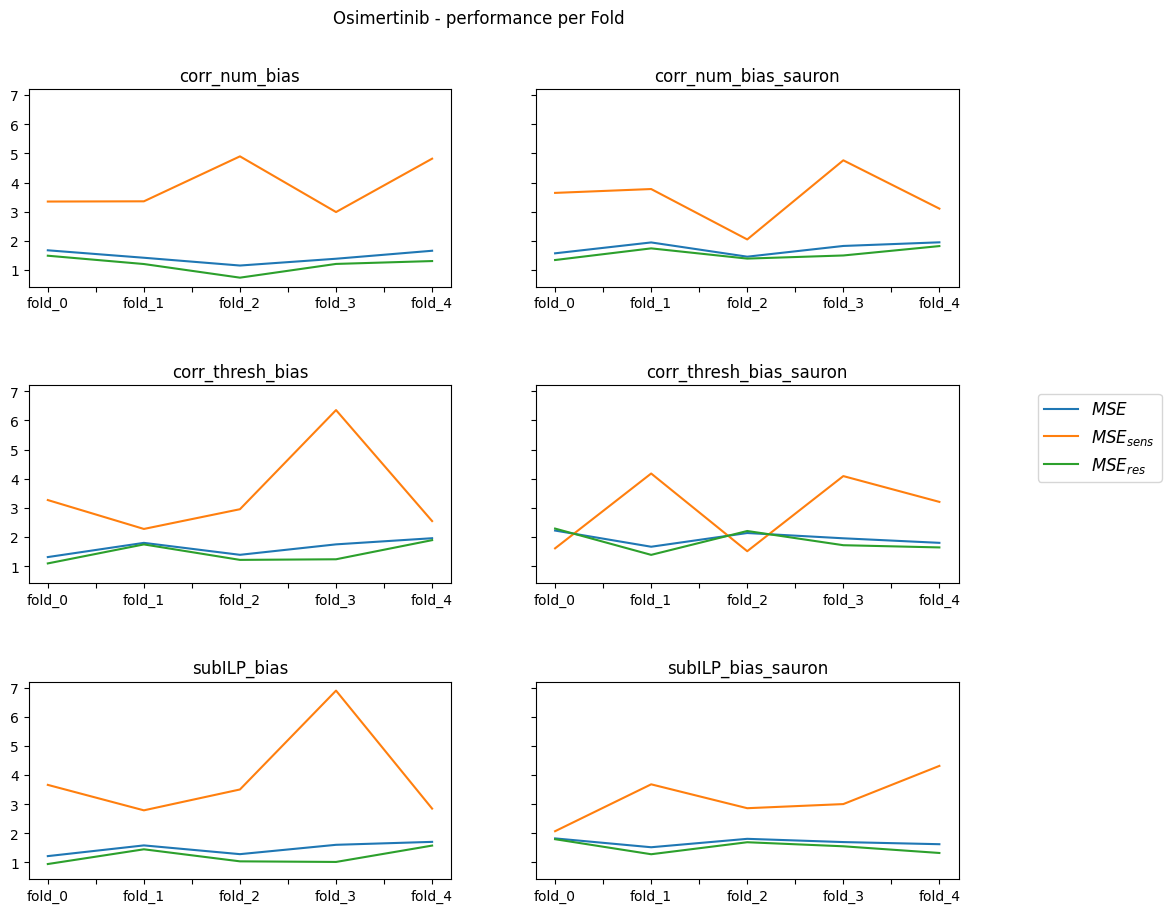 Osimertinib - performance per Fold
corr_num_bias
7
6
5
4
3
2
1
fold_0 fold_1 fold_2 fold_3 fold_4
corr_num_bias_sauron
fold_0 fold_1 fold_2 fold_3 fold_4
corr_thresh_bias
7
6
5
4
3
2
1
fold_0 fold_1 fold_2 fold_3 fold_4
corr_thresh_bias_sauron
fold_0 fold_1 fold_2 fold_3 fold_4
MSE
MSE_sens
MSE_res
subILP_bias
7
6
5
4
3
2
1
fold_0 fold_1 fold_2 fold_3 fold_4
subILP_bias_sauron
fold_0 fold_1 fold_2 fold_3 fold_4